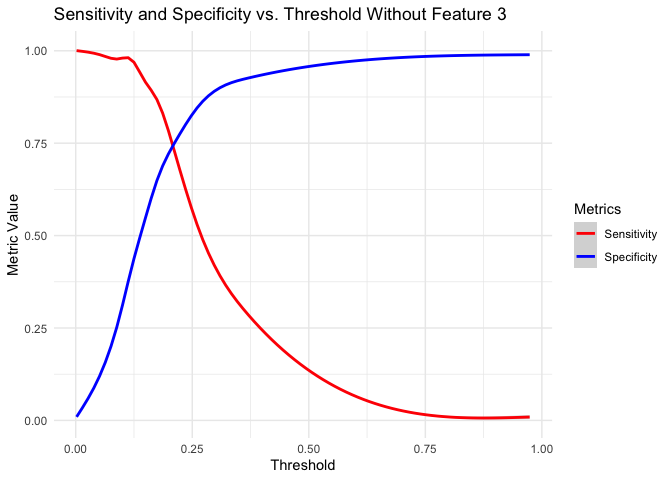 Sensitivity and Specificity vs. Threshold Without Feature 3
1.00
0.75
0.50
0.25
0.00
Metric Value
0.00 0.25 0.50 0.75 1.00
Threshold
Metrics
Sensitivity
Specificity